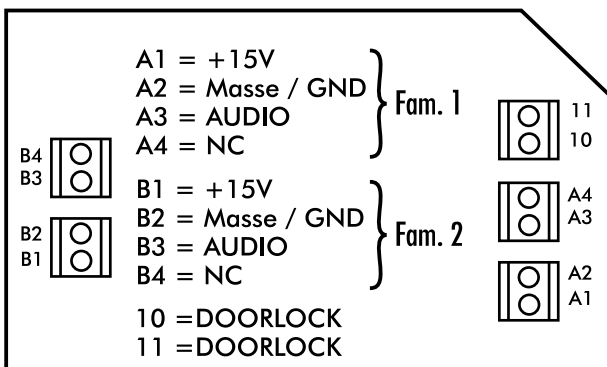 A1 = +15V
A2 = Masse / GND
A3 = AUDIO
A4 = NC
Fam. 1
B1 = +15V
B2 = Masse / GND
B3 = AUDIO
B4 = NC
Fam. 2
10 =DOORLOCK
11 =DOORLOCK
B4
B3
B2
B1
11
10
A4
A3
A2
A1